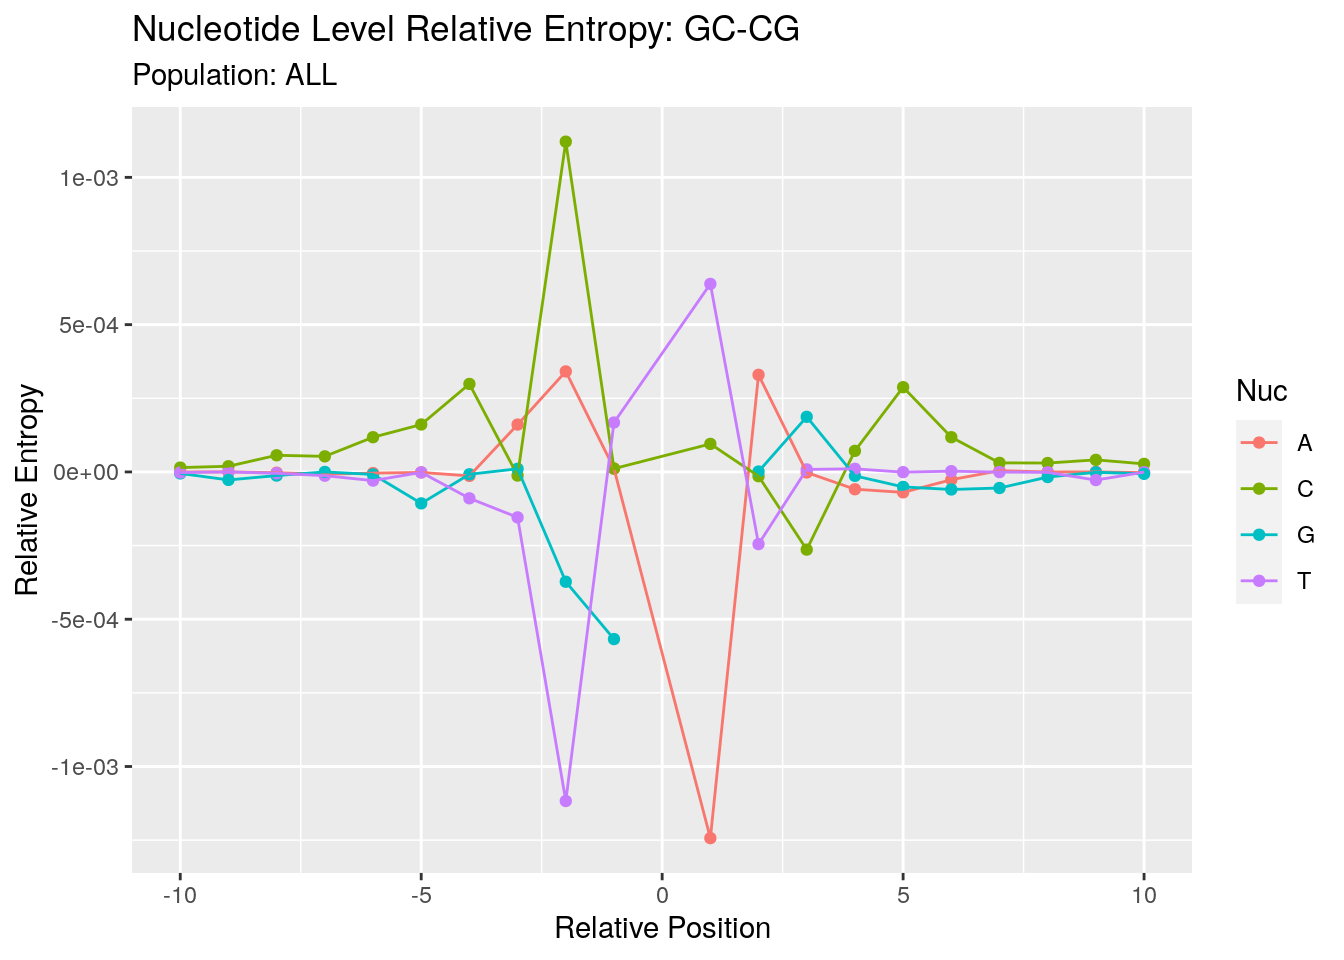 Nucleotide Level Relative Entropy: GC-CG
Population: ALL
1e-03
5e-04
0e+00
-5e-04
-1e-03
Relative Entropy
-10 -5 0 5 10
Relative Position
Nuc
A
C
G
T